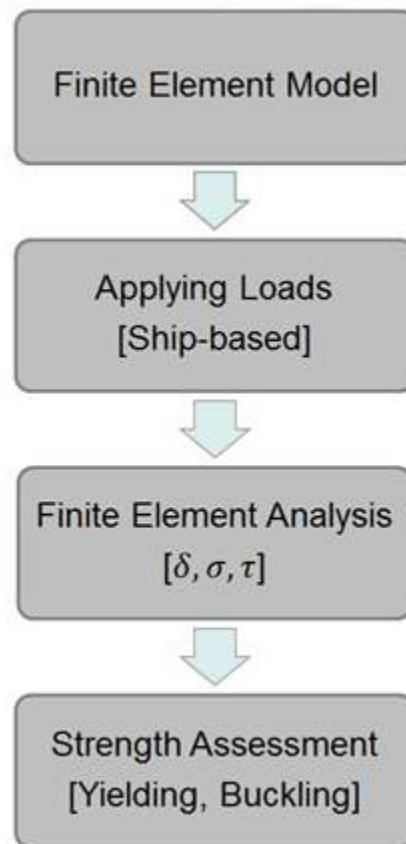 Finite Element Model
Applying Loads
[Ship-based]
Finite Element Analysis
[δ, σ, τ]
Strength Assessment
[Yielding, Buckling]